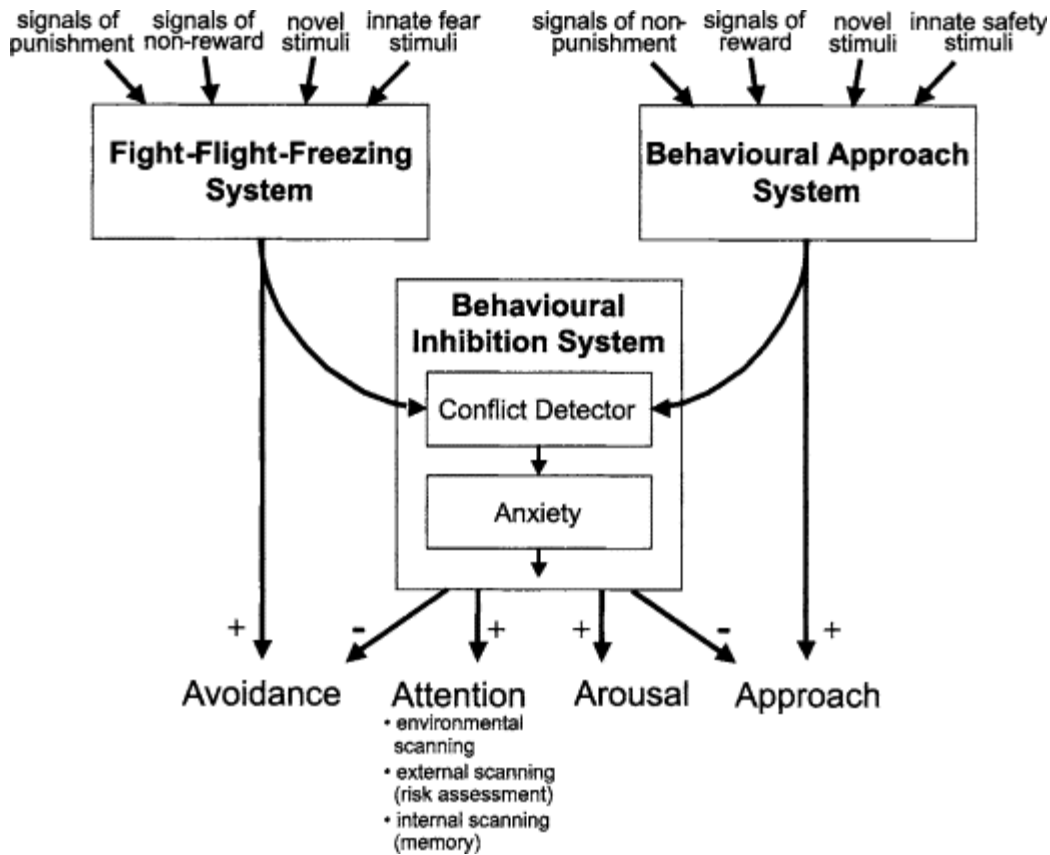 signals of
punishment
signals of
non-reward
novel
stimuli
innate fear
stimuli
signals of non-
punishment
signals of
reward
novel
stimuli
innate safety
stimuli
Fight-Flight-Freezing
System
Behavioural Approach
System
Behavioural
Inhibition System
Conflict Detector
Anxiety
+
-
+
+
-
+
Avoidance
Attention
Arousal
Approach
• environmental
scanning
• external scanning
(risk assessment)
• internal scanning
(memory)